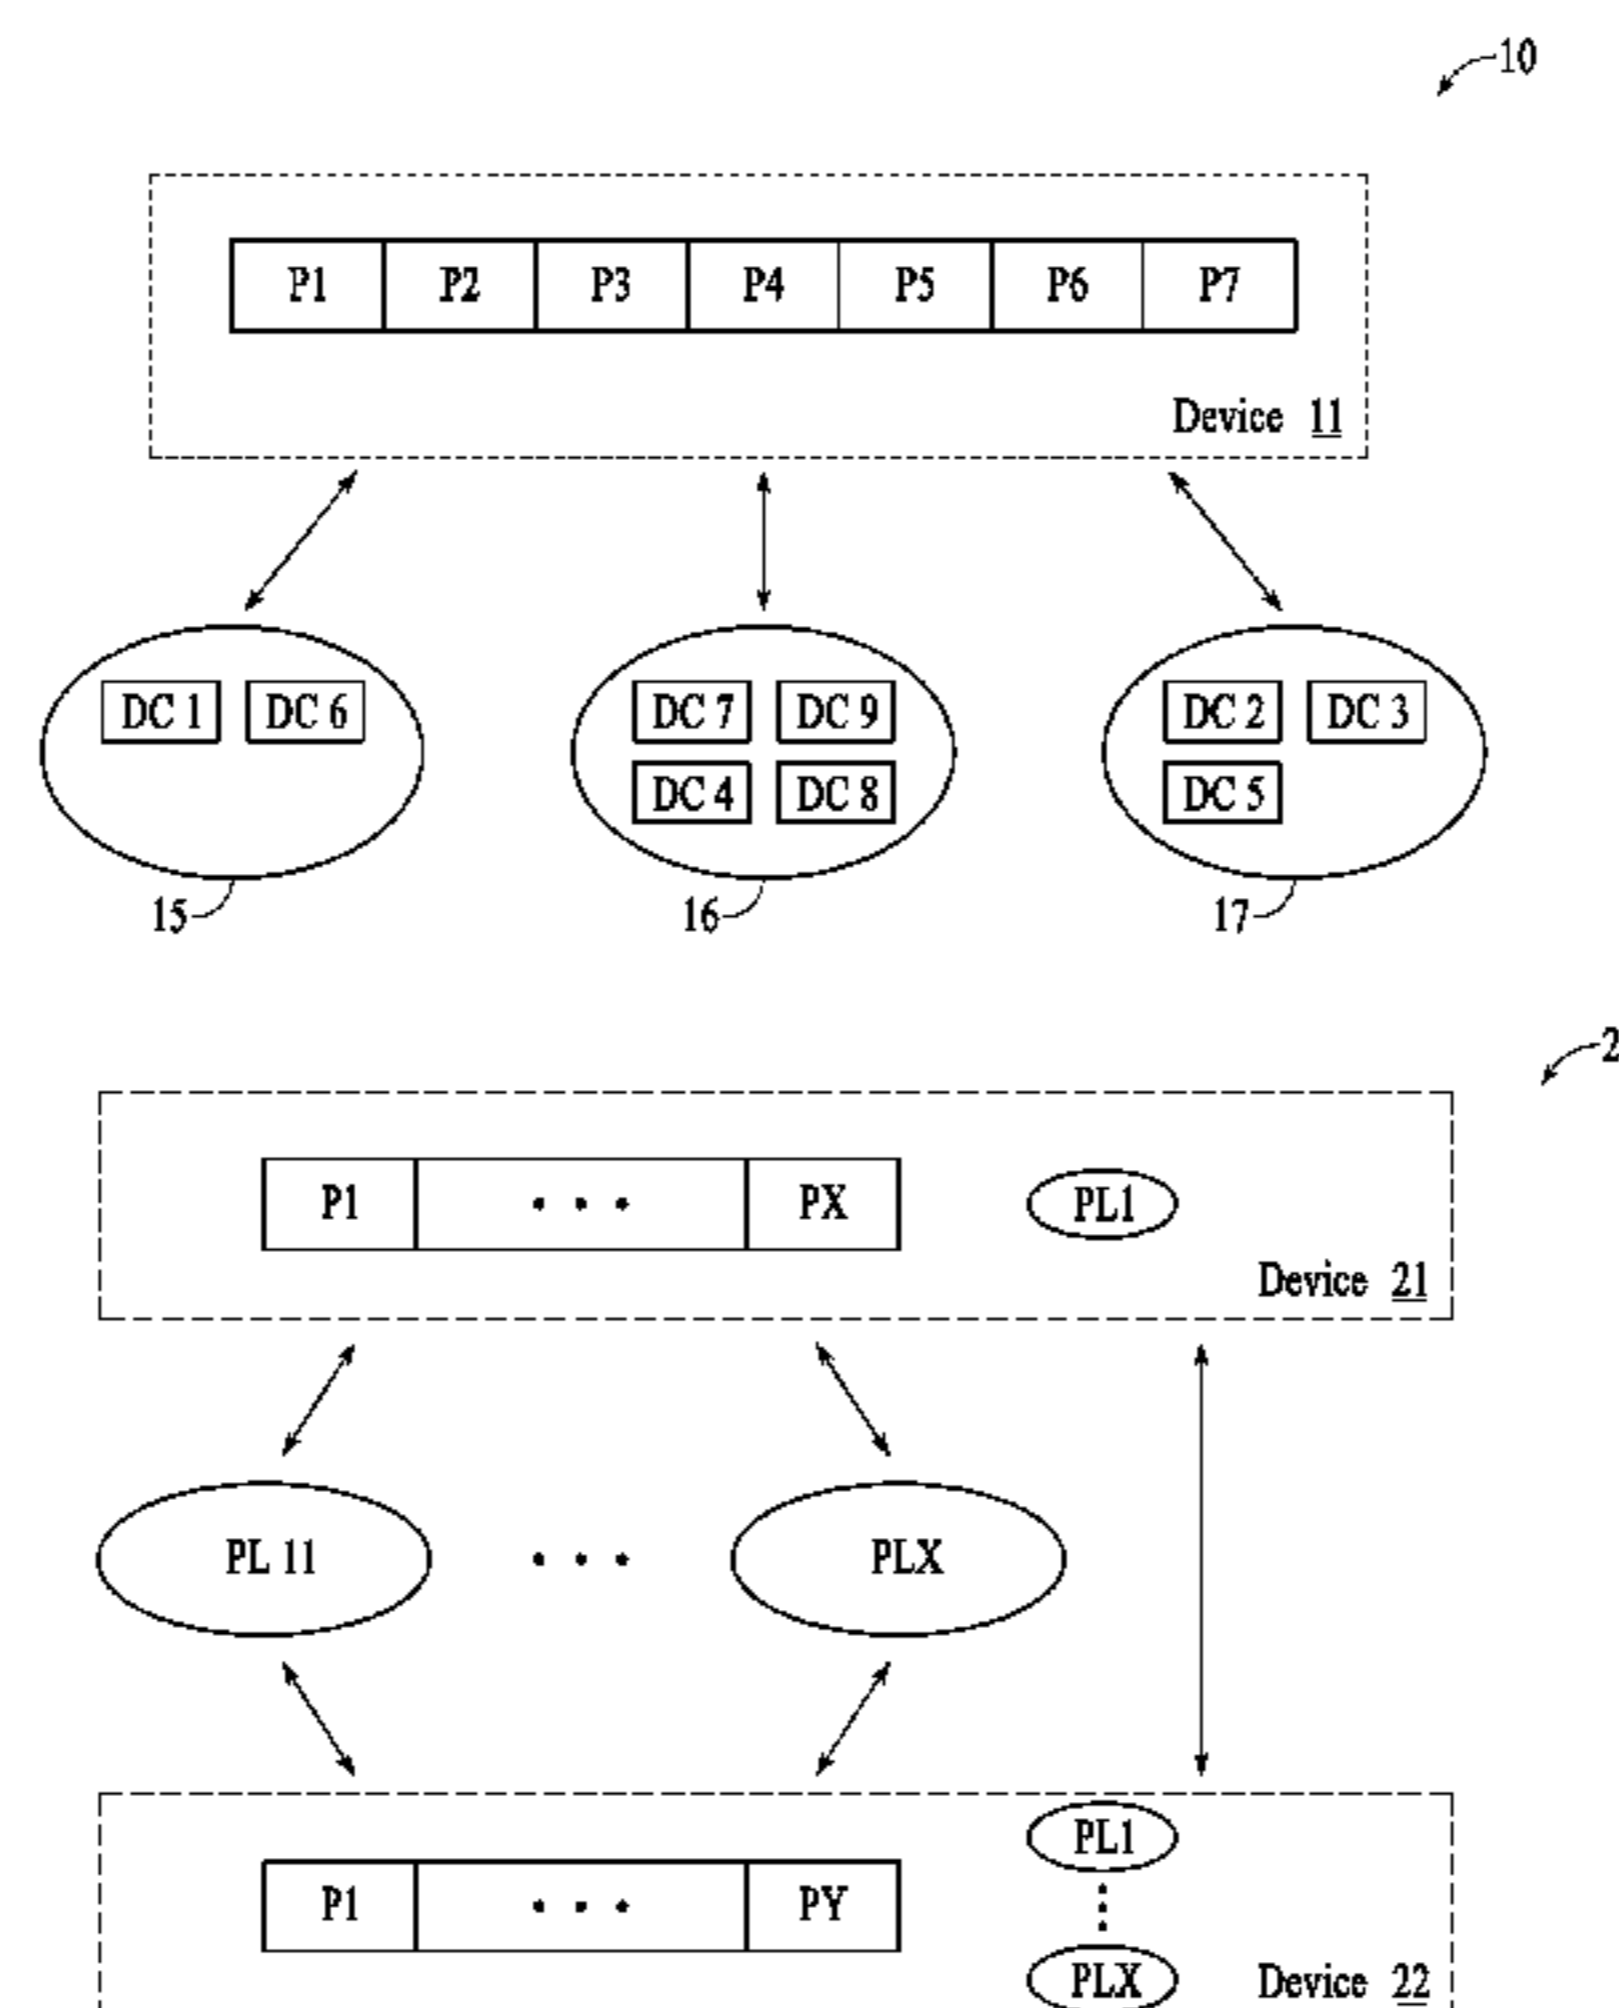 10
P1 P2 P3 P4 P5 P6 P7
Device 11
DC 1 DC 6
DC 7 DC 9
DC 4 DC 8
DC 2 DC 3
DC 5
15
16
17
2
P1 • • • PX
PL1
Device 21
PL 11 • • • PLX
P1 • • • PY
PL1
PLX
Device 22